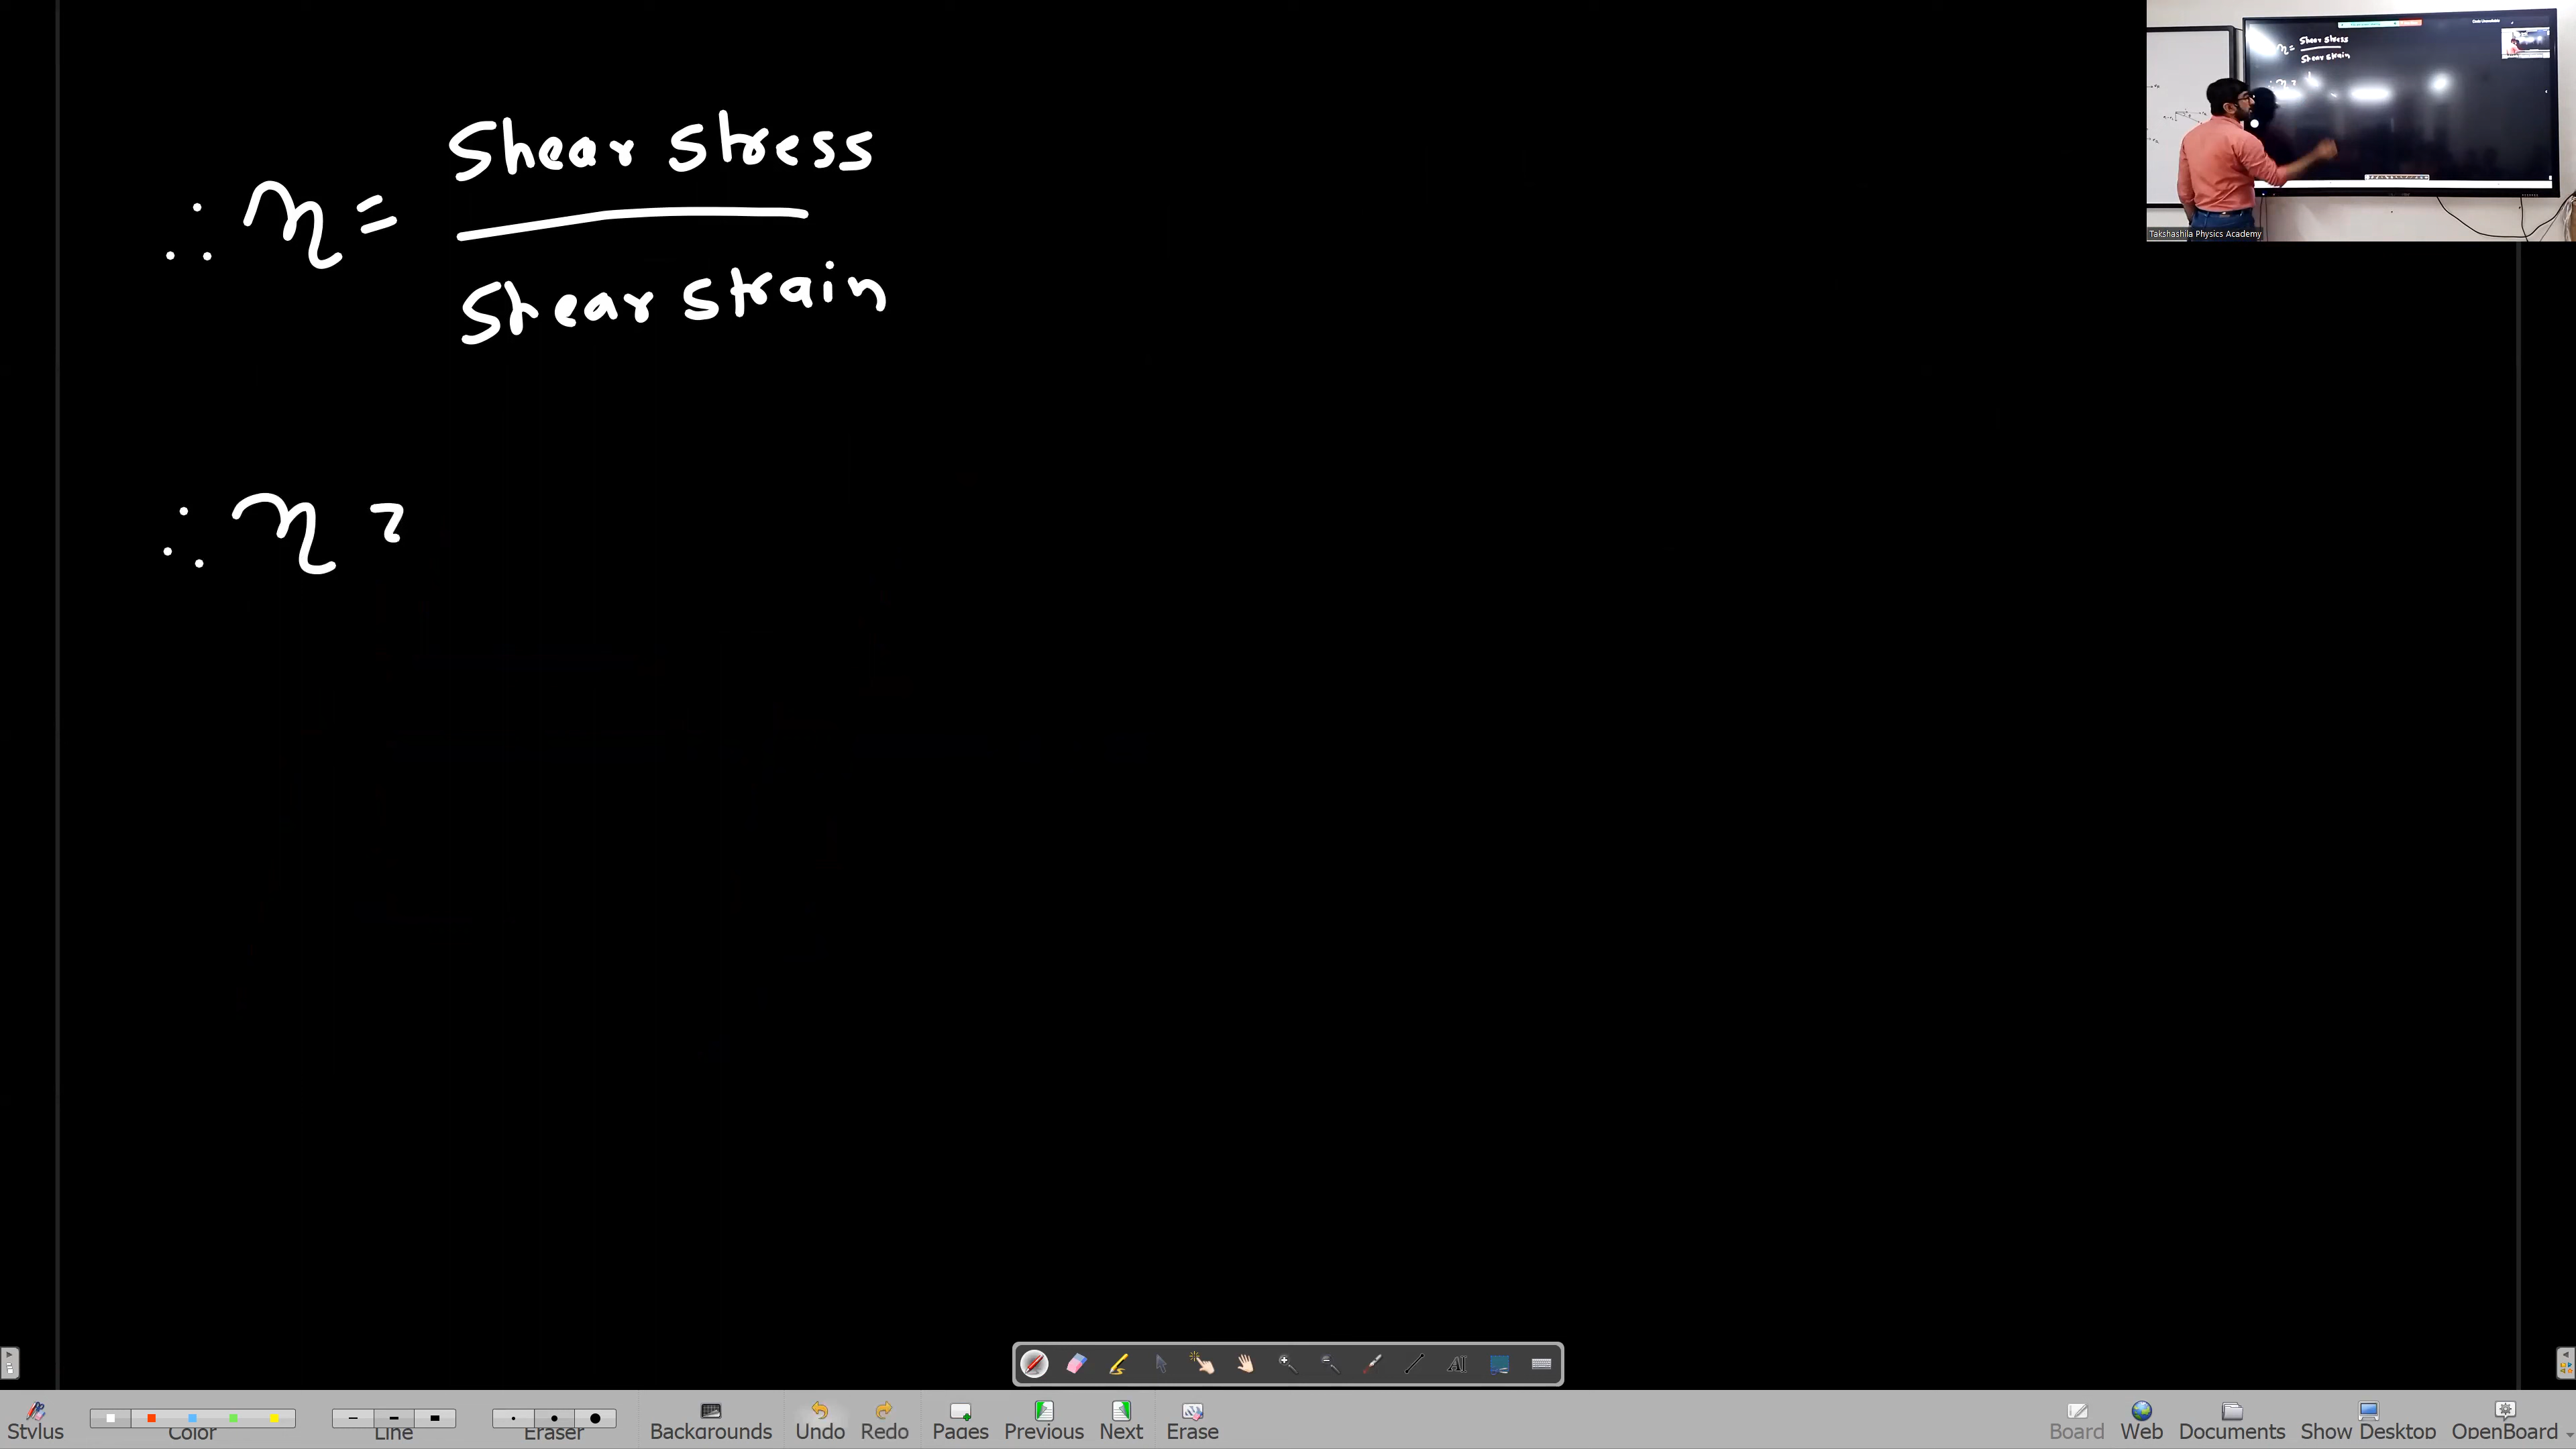 Takshashila Physics Academy
∴ η = Shear stress
Shear strain
∴ η =
Stylus Color Line Eraser Backgrounds Undo Redo Pages Previous Next Erase Board Web Documents Show Desktop OpenBoard